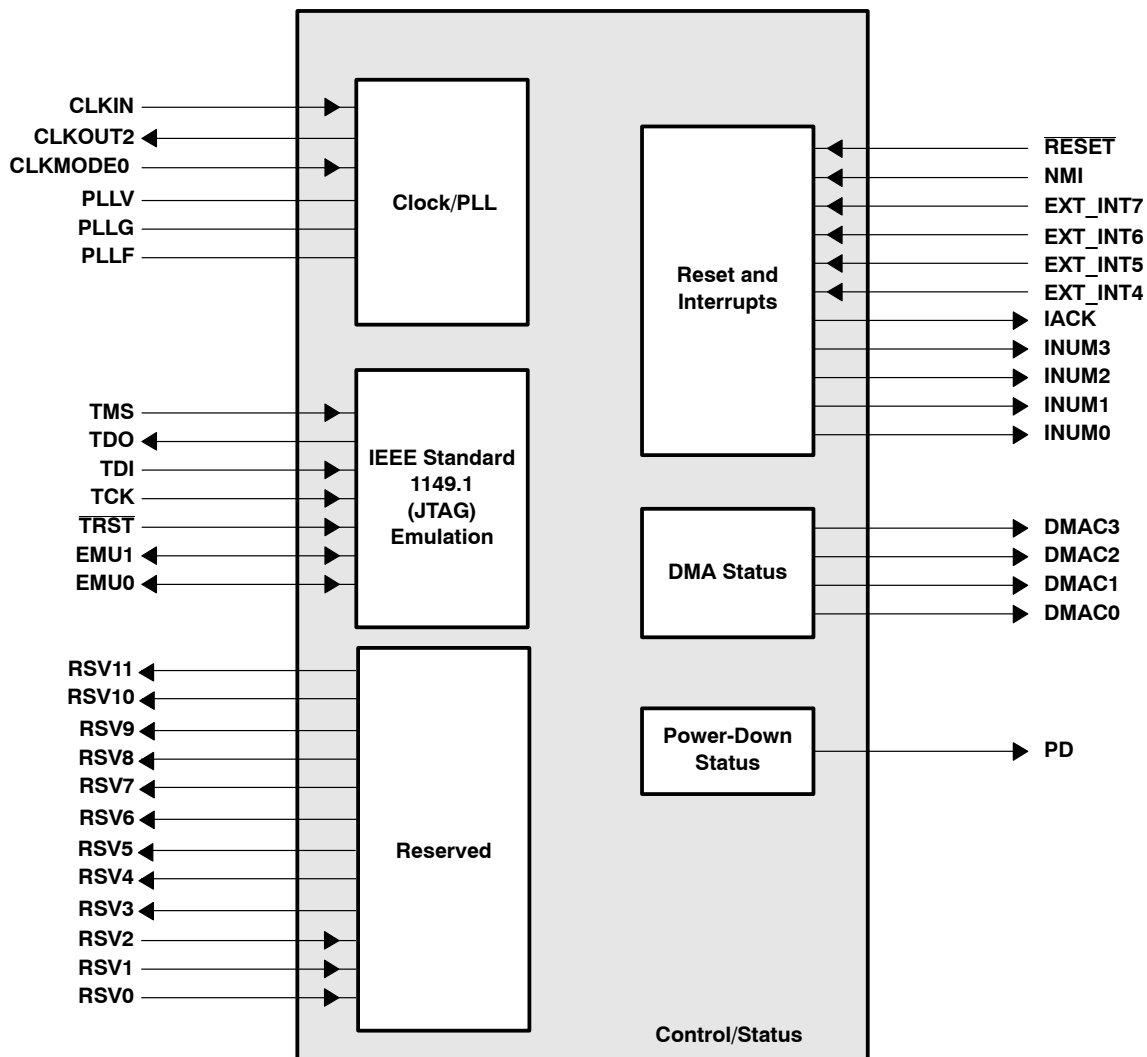 CLKIN
CLKOUT2
CLKMODE0
PLLV
PLLG
PLLF
Clock/PLL
TMS
TDO
TDI
TCK
T̅R̅S̅T̅
EMU1
EMU0
IEEE Standard
1149.1
(JTAG)
Emulation
RSV11
RSV10
RSV9
RSV8
RSV7
RSV6
RSV5
RSV4
RSV3
RSV2
RSV1
RSV0
Reserved
Reset and
Interrupts
R̅E̅S̅E̅T̅
NMI
EXT_INT7
EXT_INT6
EXT_INT5
EXT_INT4
IACK
INUM3
INUM2
INUM1
INUM0
DMA Status
DMAC3
DMAC2
DMAC1
DMAC0
Power-Down
Status
PD
Control/Status